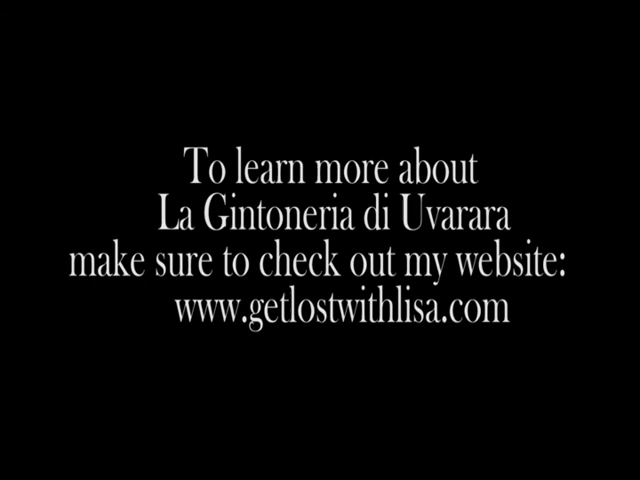 To learn more about
La Gintoneria di Uvarara
make sure to check out my website:
www.getlostwithlisa.com